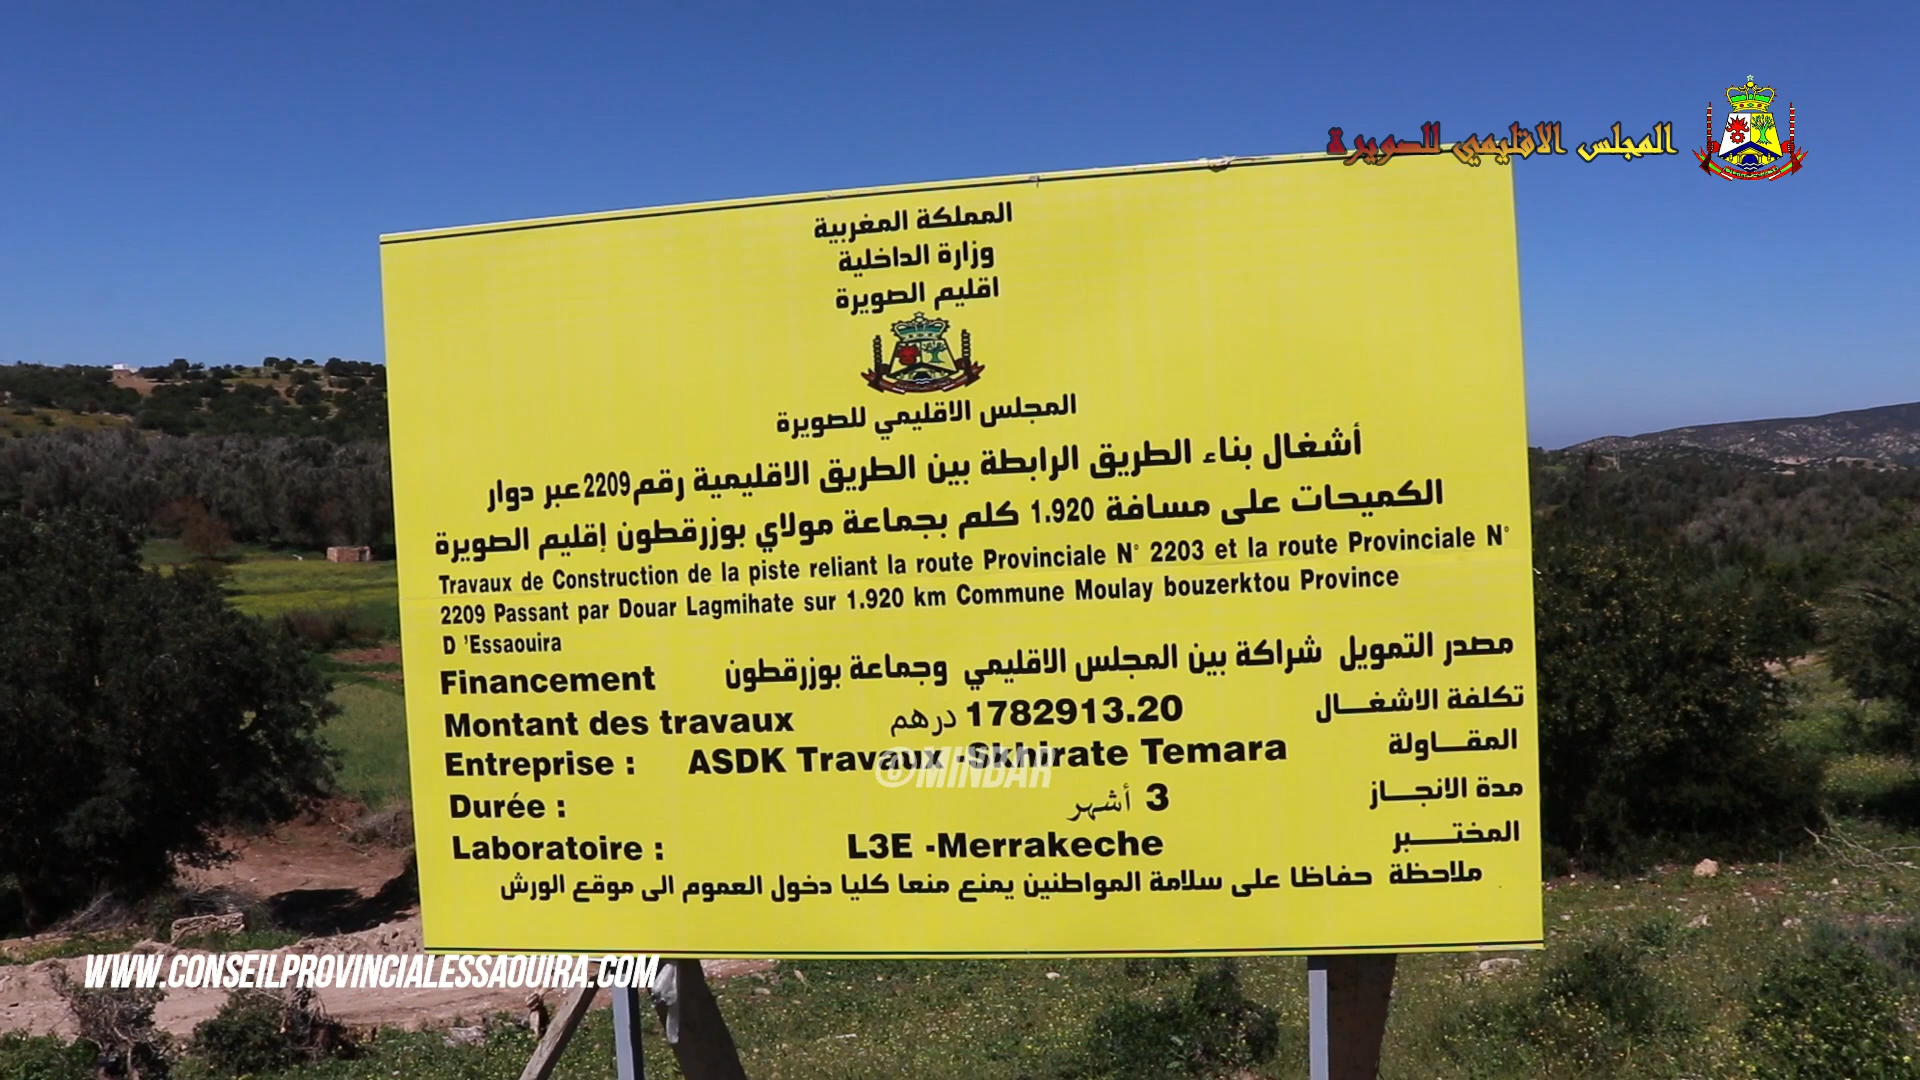 المجلس الاقليمي للصويرة
المملكة المغربية
وزارة الداخلية
اقليم الصويرة
المجلس الاقليمي للصويرة
أشغال بناء الطريق الرابطة بين الطريق الاقليمية رقم2209عبر دوار
الكميحات على مسافة 1.920 كلم بجماعة مولاي بوزرقطون إقليم الصويرة
Travaux de Construction de la piste reliant la route Provinciale N° 2203 et la route Provinciale N°
2209 Passant par Douar Lagmihate sur 1.920 km Commune Moulay bouzerktou Province
D 'Essaouira
Financement مصدر التمويل شراكة بين المجلس الاقليمي وجماعة بوزرقطون
Montant des travaux 1782913.20 درهم تكلفة الاشغـــال
Entreprise : ASDK Travaux -Skhirate Temara المقـــاولة
Durée : 3 أشهر مدة الانجـــاز
Laboratoire : L3E -Merrakeche المختـــبر
ملاحظة حفاظا على سلامة المواطنين يمنع منعا كليا دخول العموم الى موقع الورش
@MINBAR
WWW.CONSEILPROVINCIALESSAOUIRA.COM